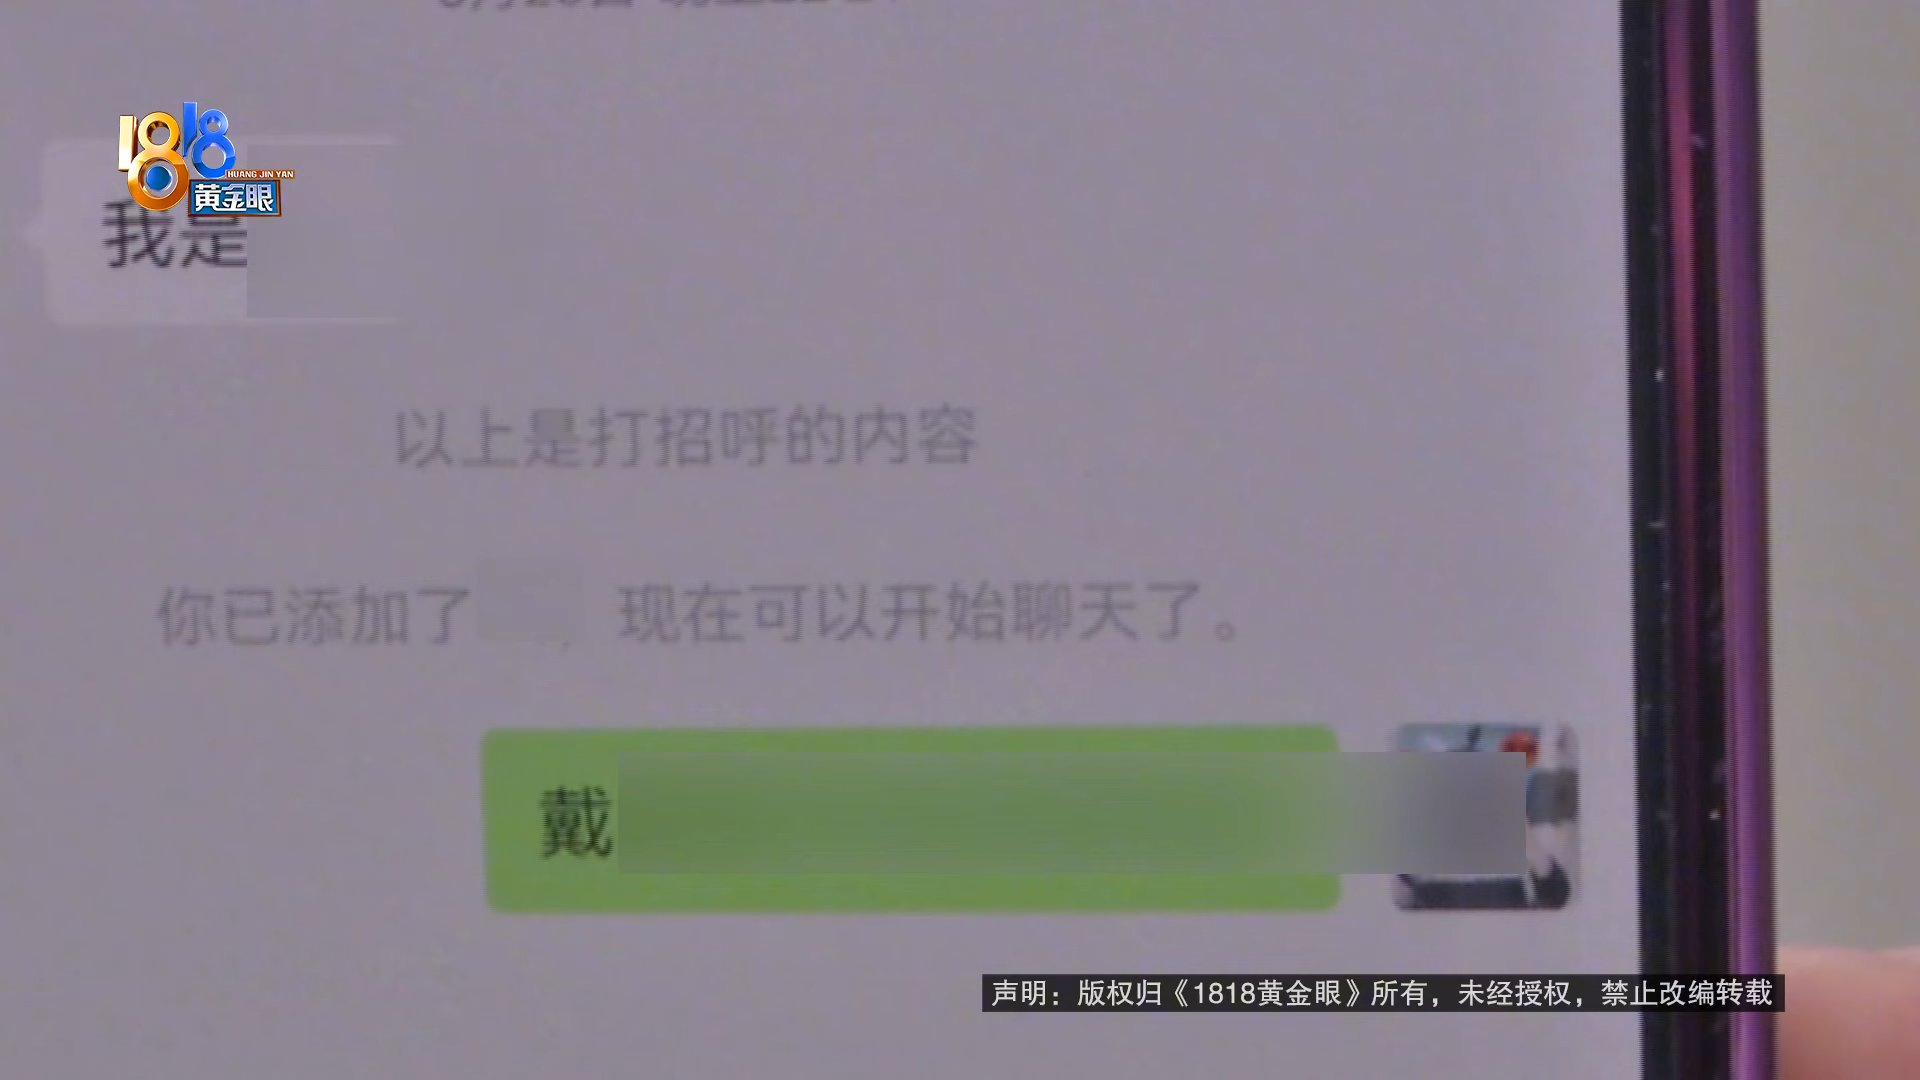 1818
HUANG JIN YAN
黄金眼
我是
以上是打招呼的内容
你已添加了 ，现在可以开始聊天了。
戴
声明：版权归《1818黄金眼》所有，未经授权，禁止改编转载